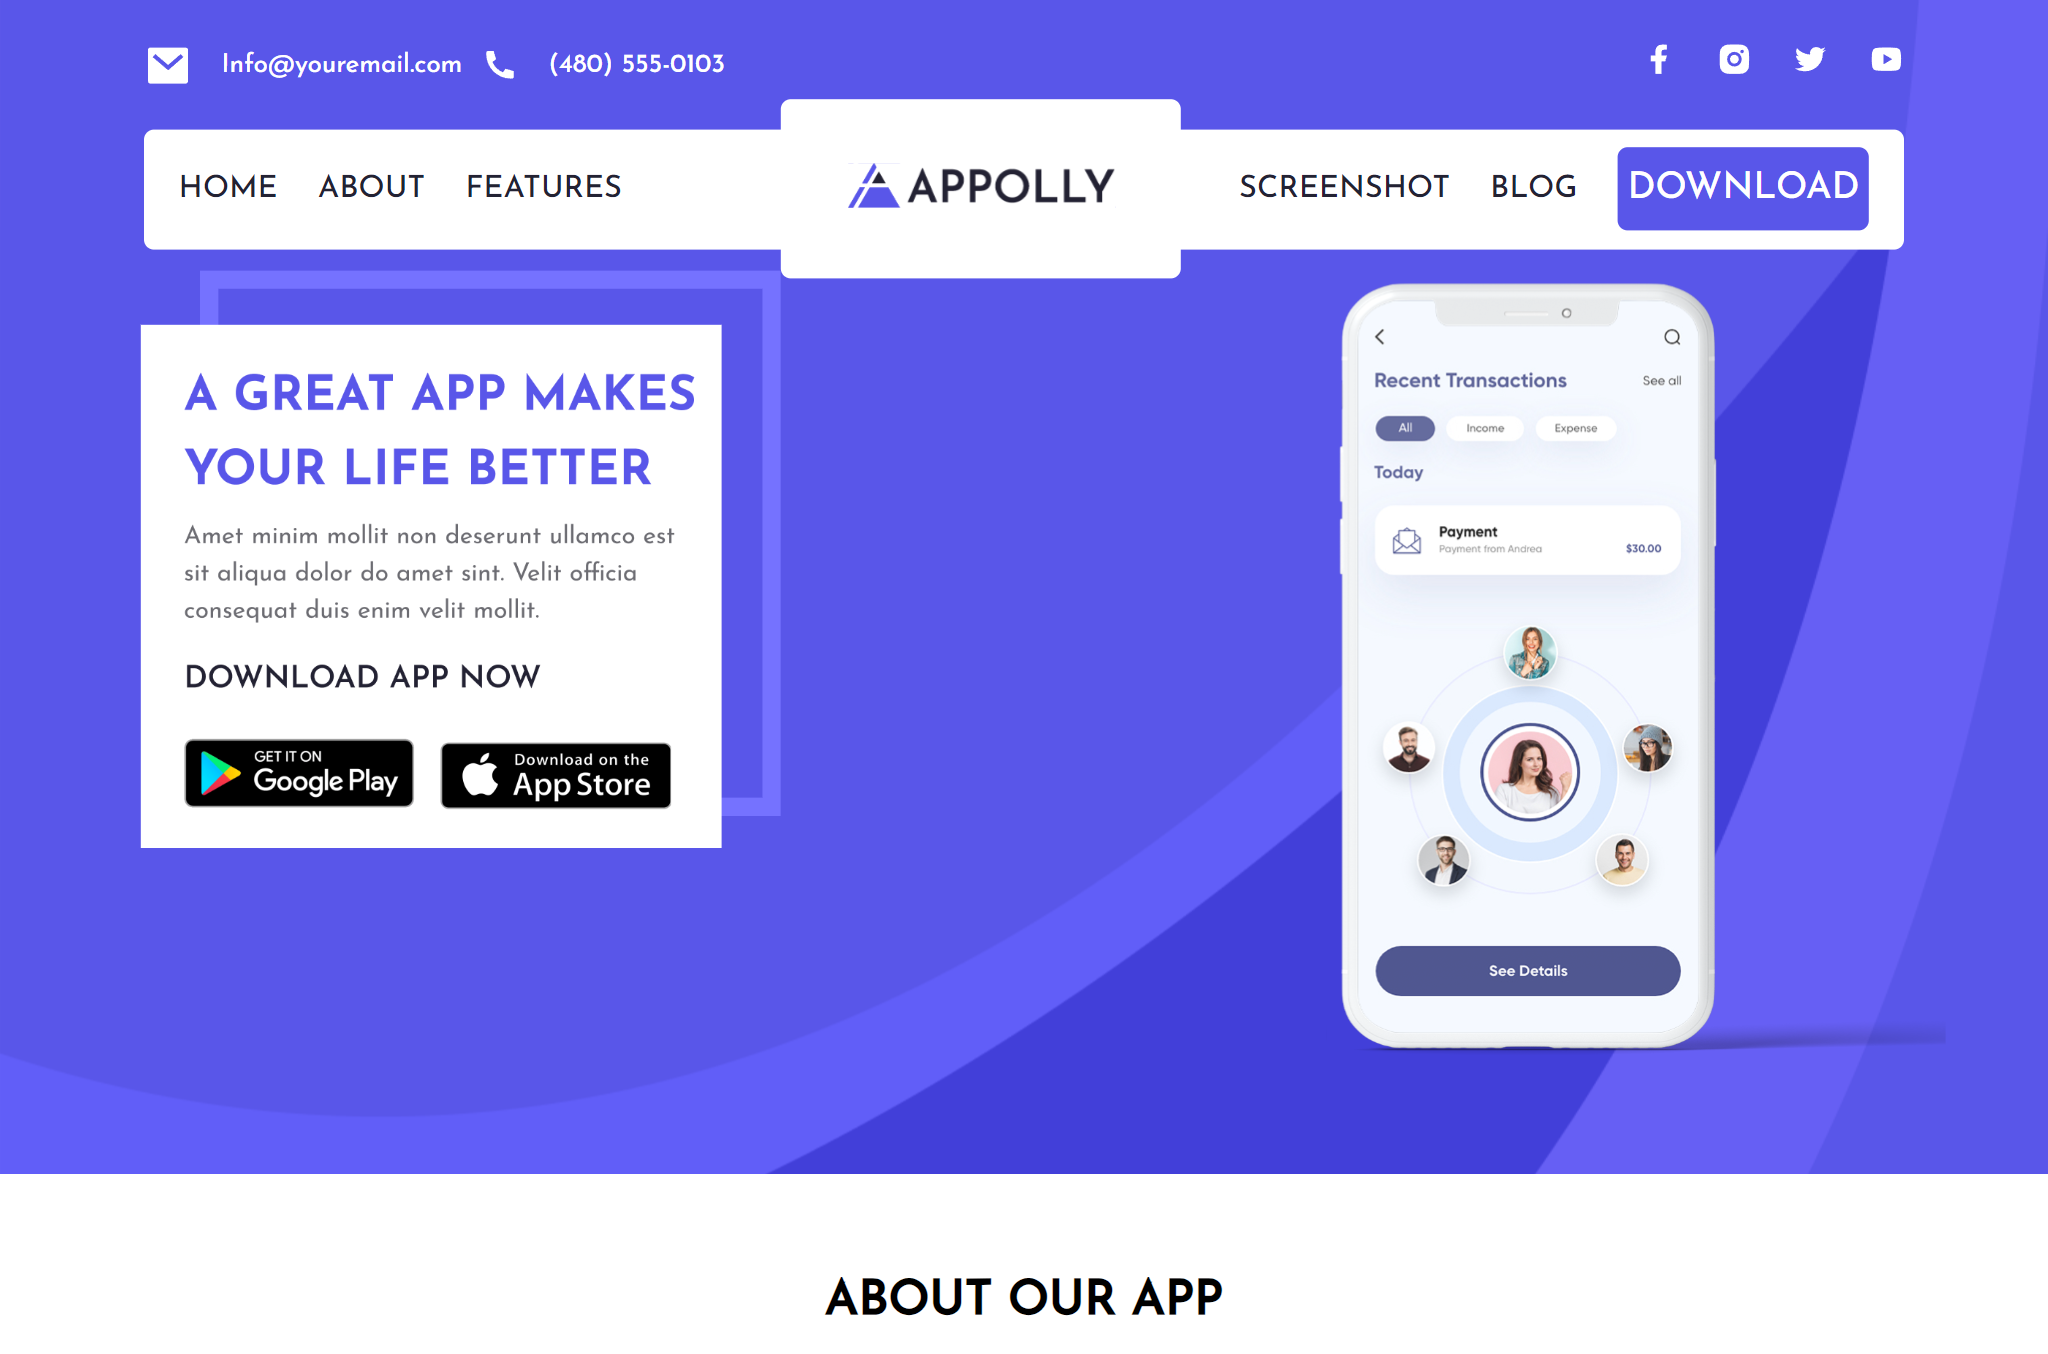 Info@youremail.com (480) 555-0103
HOME ABOUT FEATURES APPOLLY SCREENSHOT BLOG DOWNLOAD
A GREAT APP MAKES
YOUR LIFE BETTER
Amet minim mollit non deserunt ullamco est
sit aliqua dolor do amet sint. Velit officia
consequat duis enim velit mollit.
DOWNLOAD APP NOW
GET IT ON
Google Play
Download on the
App Store
Recent Transactions See all
All Income Expense
Today
Payment
Payment from Andrea $30.00
See Details
ABOUT OUR APP